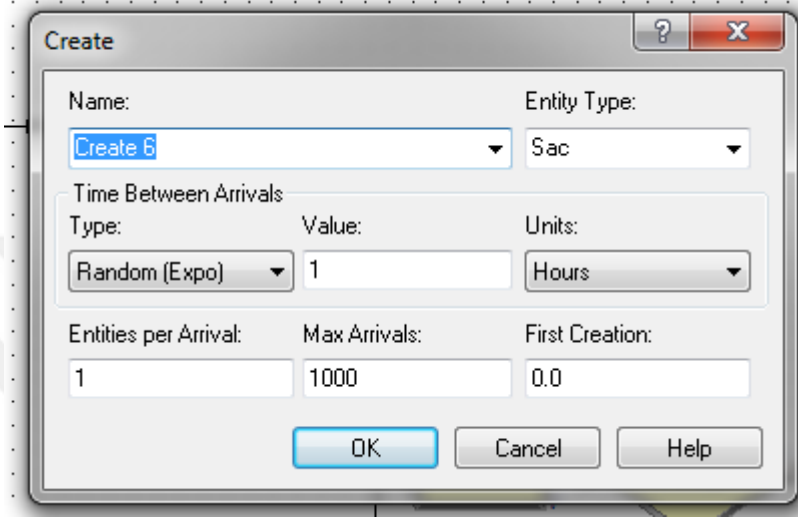 Create
Name: Entity Type:
Create 6 Sac
Time Between Arrivals
Type: Value: Units:
Random (Expo) 1 Hours
Entities per Arrival: Max Arrivals: First Creation:
1 1000 0.0
OK Cancel Help